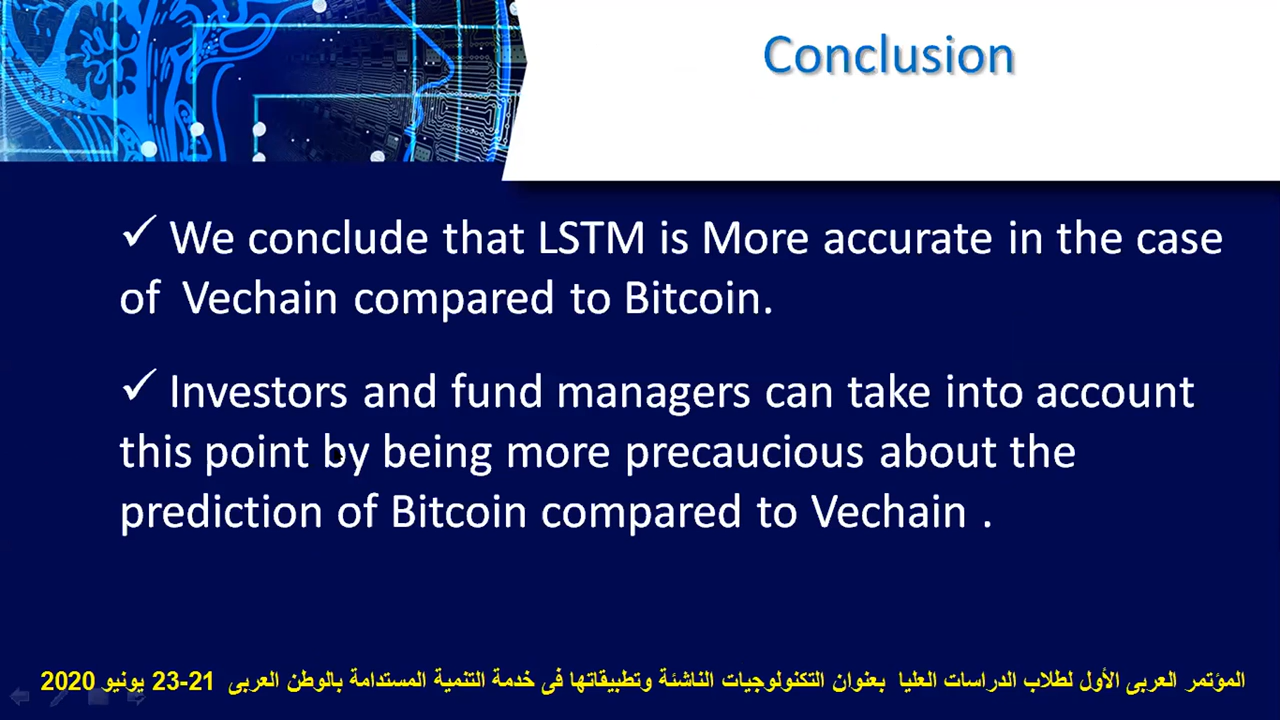 Conclusion
✓ We conclude that LSTM is More accurate in the case
of Vechain compared to Bitcoin.
✓ Investors and fund managers can take into account
this point by being more precaucious about the
prediction of Bitcoin compared to Vechain .
المؤتمر العربى الأول لطلاب الدراسات العليا بعنوان التكنولوجيات الناشئة وتطبيقاتها فى خدمة التنمية المستدامة بالوطن العربى 21-23 يونيو 2020